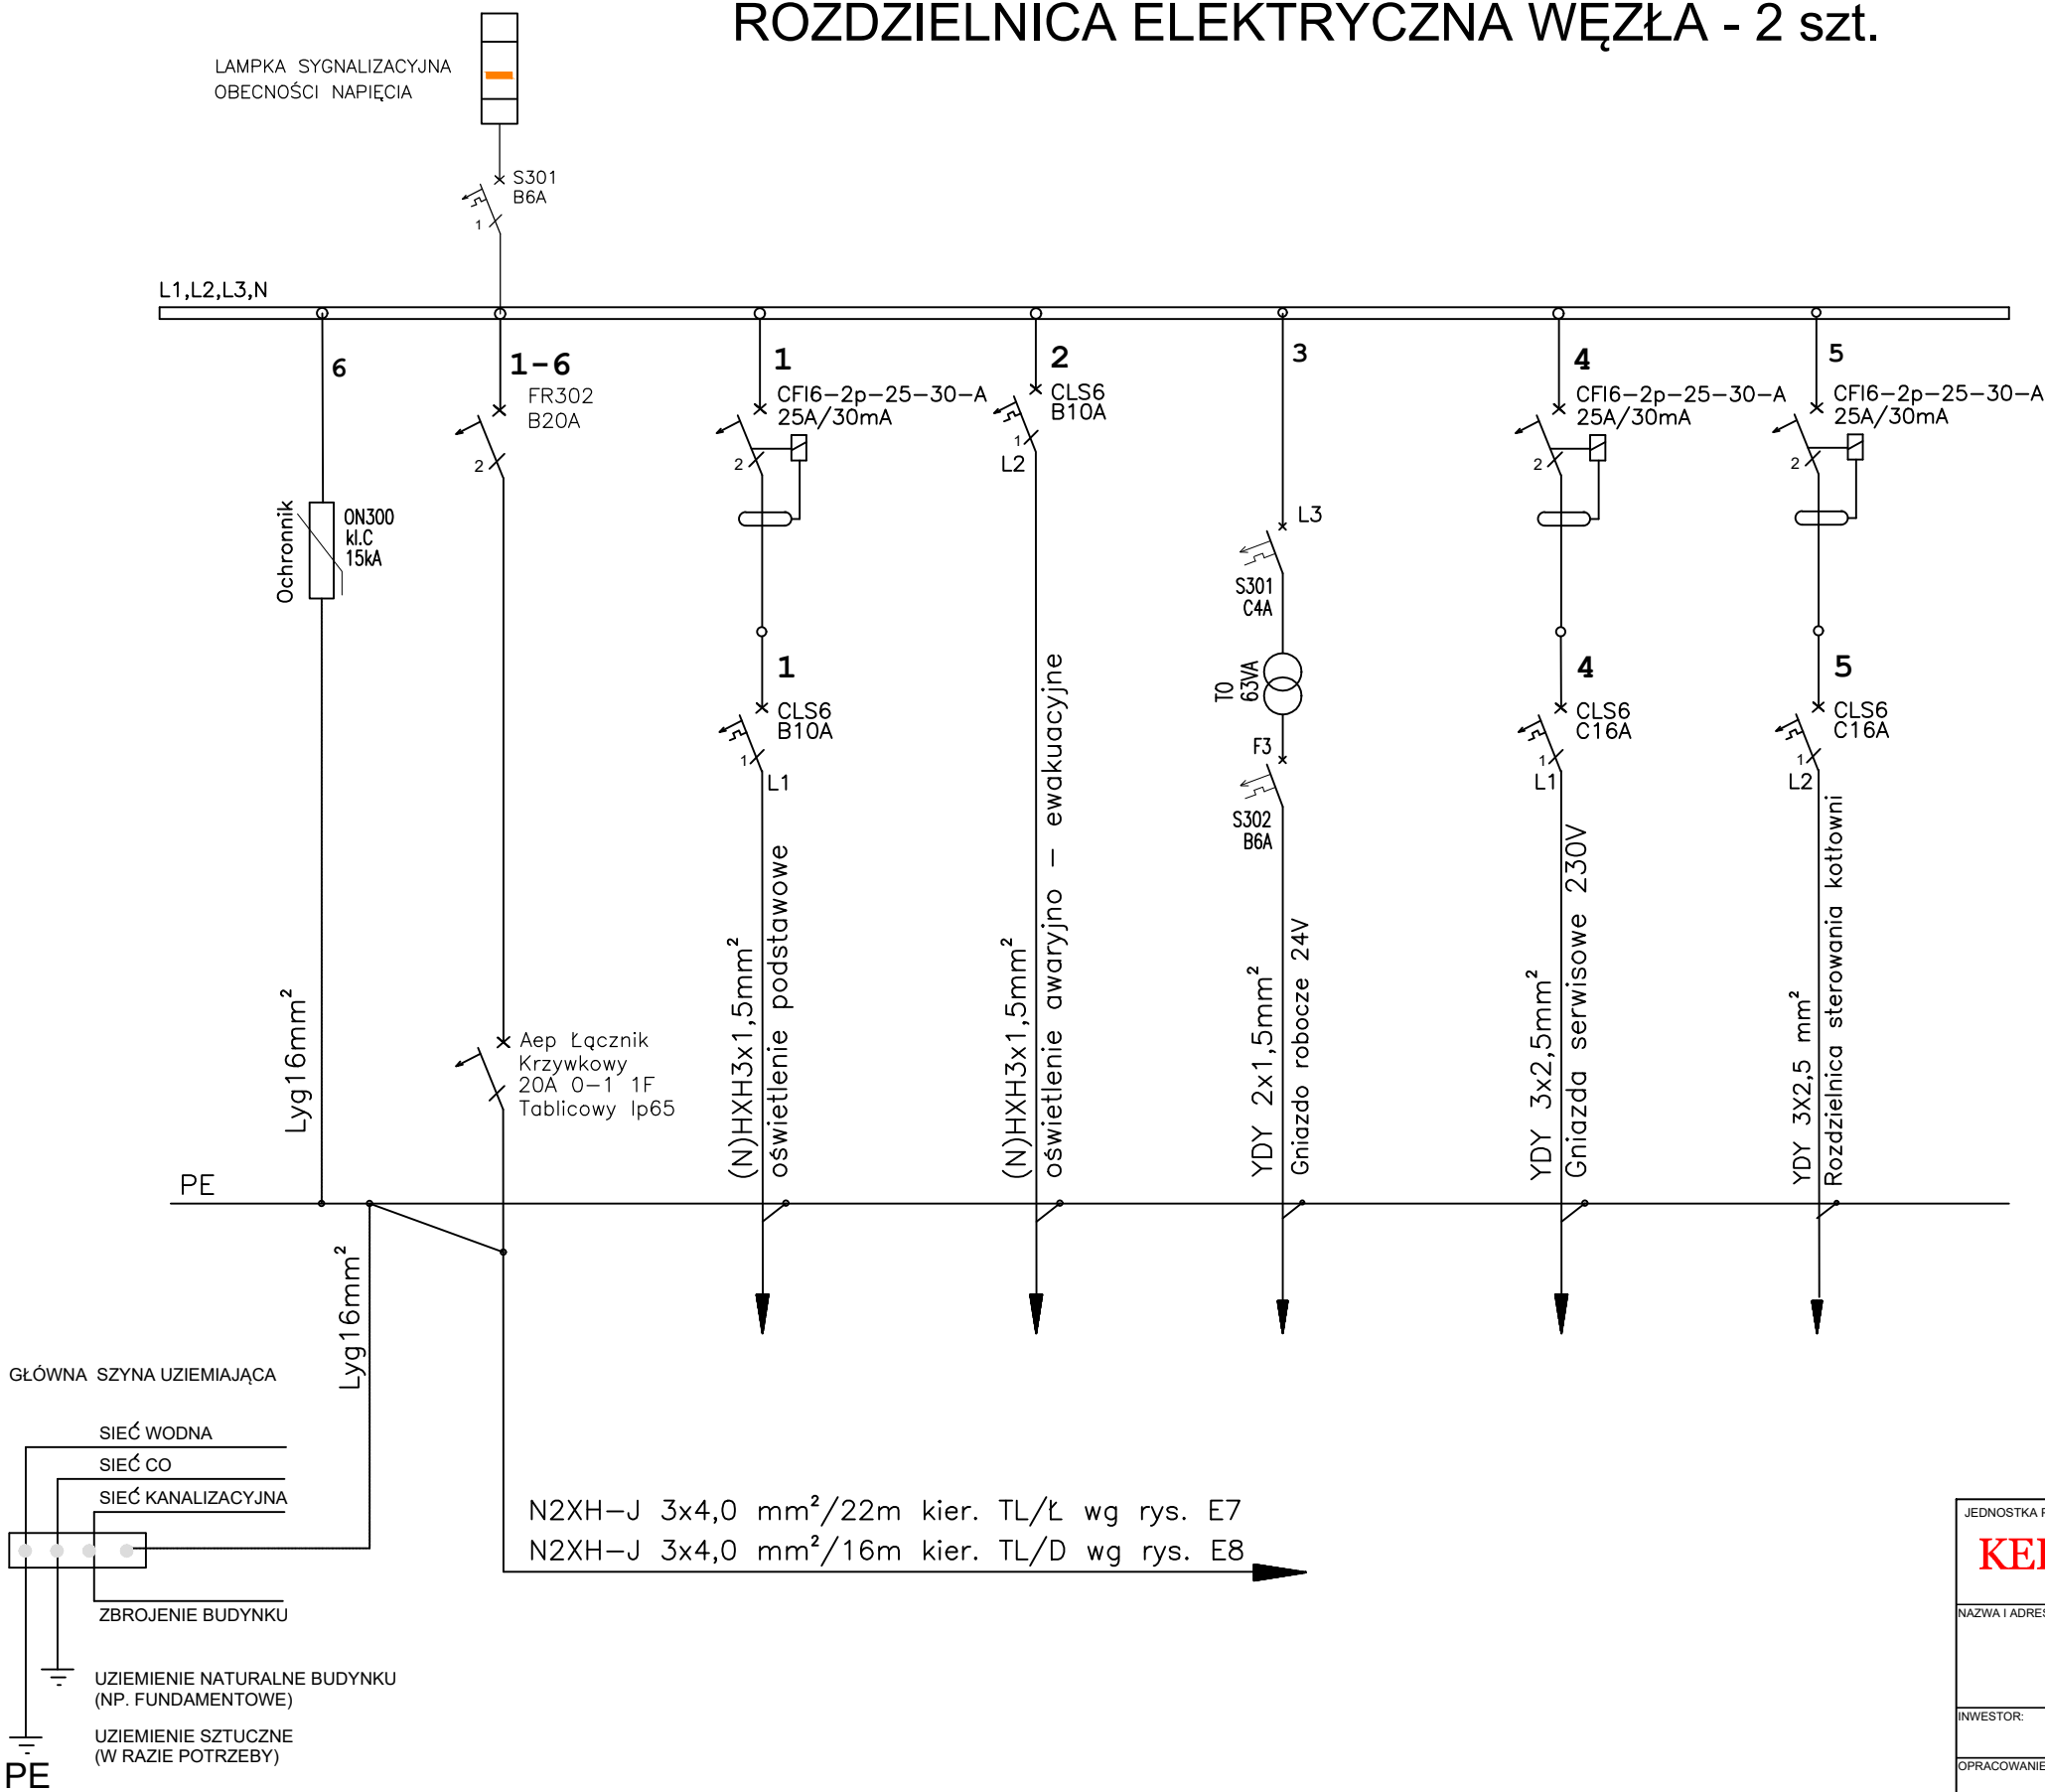 ROZDZIELNICA ELEKTRYCZNA WĘZŁA - 2 szt.
LAMPKA SYGNALIZACYJNA
OBECNOŚCI NAPIĘCIA
S301
B6A
1
L1,L2,L3,N
6
Ochronnik
ON300
kl.C
15kA
Lyg16mm²
1-6
FR302
B20A
2
Aep Łącznik
Krzywkowy
20A 0-1 1F
Tablicowy Ip65
1
CFI6-2p-25-30-A
25A/30mA
2
1
CLS6
B10A
1
L1
(N)HXH3x1,5mm²
oświetlenie podstawowe
2
CLS6
B10A
1
L2
(N)HXH3x1,5mm²
oświetlenie awaryjno - ewakuacyjne
3
L3
S301
C4A
TO
63VA
F3
S302
B6A
YDY 2x1,5mm²
Gniazdo robocze 24V
4
CFI6-2p-25-30-A
25A/30mA
2
4
CLS6
C16A
1
L1
YDY 3x2,5mm²
Gniazda serwisowe 230V
5
CFI6-2p-25-30-A
25A/30mA
2
5
CLS6
C16A
1
L2
YDY 3X2,5 mm²
Rozdzielnica sterowania kotłowni
PE
Lyg16mm²
GŁÓWNA SZYNA UZIEMIAJĄCA
SIEĆ WODNA
SIEĆ CO
SIEĆ KANALIZACYJNA
ZBROJENIE BUDYNKU
UZIEMIENIE NATURALNE BUDYNKU
(NP. FUNDAMENTOWE)
UZIEMIENIE SZTUCZNE
(W RAZIE POTRZEBY)
PE
N2XH-J 3x4,0 mm²/22m kier. TL/Ł wg rys. E7
N2XH-J 3x4,0 mm²/16m kier. TL/D wg rys. E8
JEDNOSTKA
NAZWA I ADRES
INWESTOR:
OPRACOWANIE